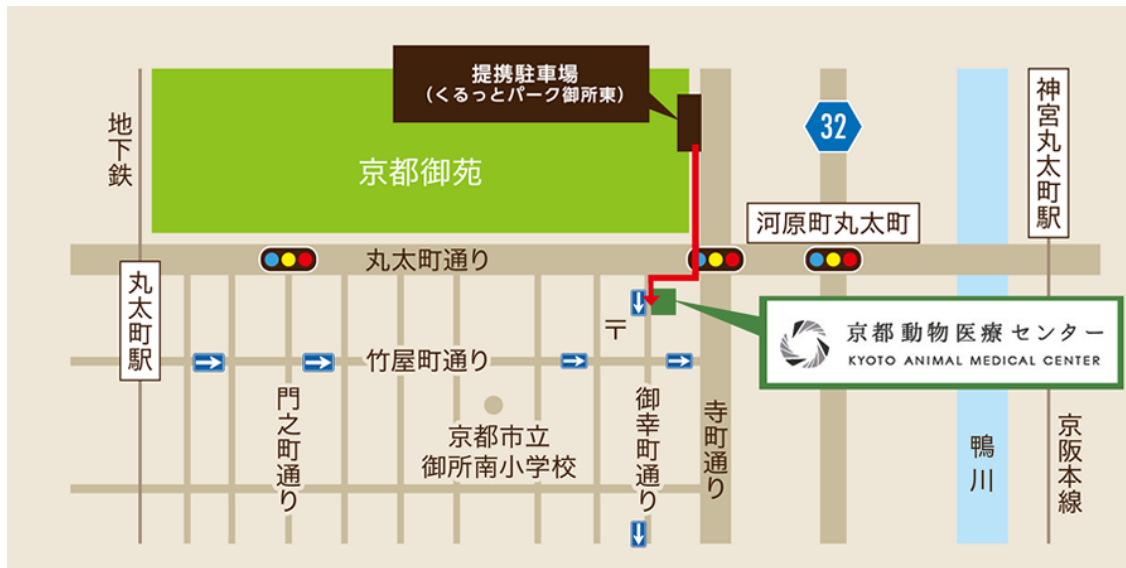 提携駐車場
（くるっとパーク御所東）
地下鉄
京都御苑
32
神宮丸太町駅
河原町丸太町
丸太町通り
丸太町駅
〒
京都動物医療センター
KYOTO ANIMAL MEDICAL CENTER
竹屋町通り
門之町通り
京都市立
御所南小学校
御幸町通り
寺町通り
鴨川
京阪本線